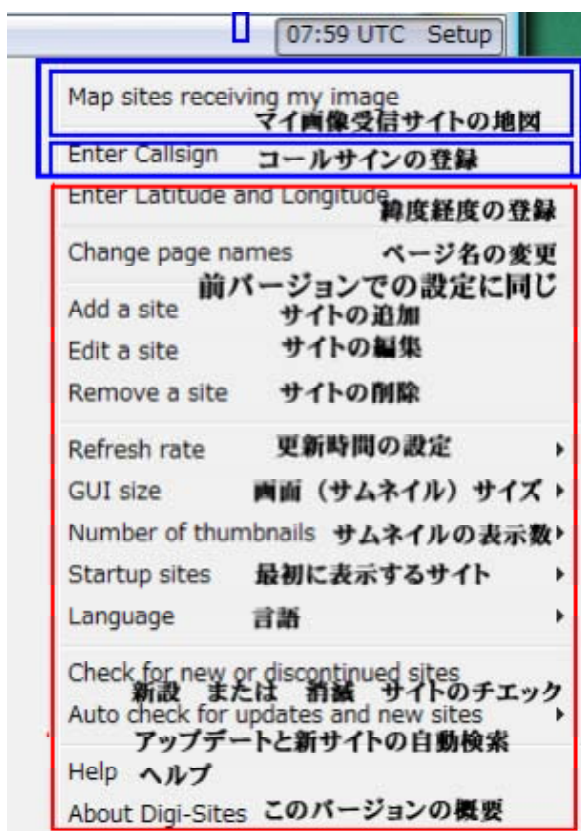 07:59 UTC Setup
Map sites receiving my image
マイ画像受信サイトの地図
Enter Callsign コールサインの登録
Enter Latitude and Longitude
緯度経度の登録
Change page names ページ名の変更
前バージョンでの設定に同じ
Add a site サイトの追加
Edit a site サイトの編集
Remove a site サイトの削除
Refresh rate 更新時間の設定
GUI size 画面（サムネイル）サイズ
Number of thumbnails サムネイルの表示数
Startup sites 最初に表示するサイト
Language 言語
Check for new or discontinued sites
新設 または 消滅 サイトのチエック
Auto check for updates and new sites
アップデートと新サイトの自動検索
Help ヘルプ
About Digi-Sites このバージョンの概要